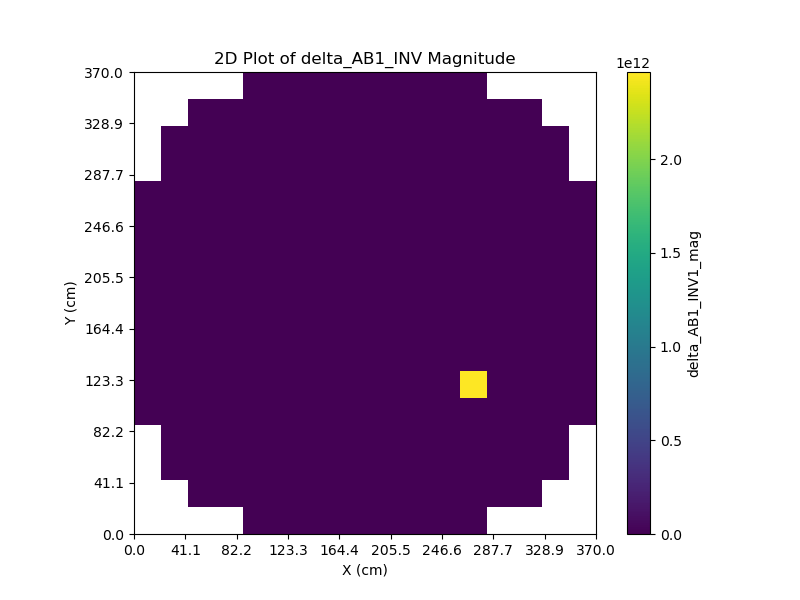 2D Plot of delta_AB1_INV Magnitude
1e12
370.0
328.9
287.7
246.6
205.5
164.4
123.3
82.2
41.1
0.0
Y (cm)
0.0 41.1 82.2 123.3 164.4 205.5 246.6 287.7 328.9 370.0
X (cm)
2.0
1.5
1.0
0.5
0.0
delta_AB1_INV1_mag